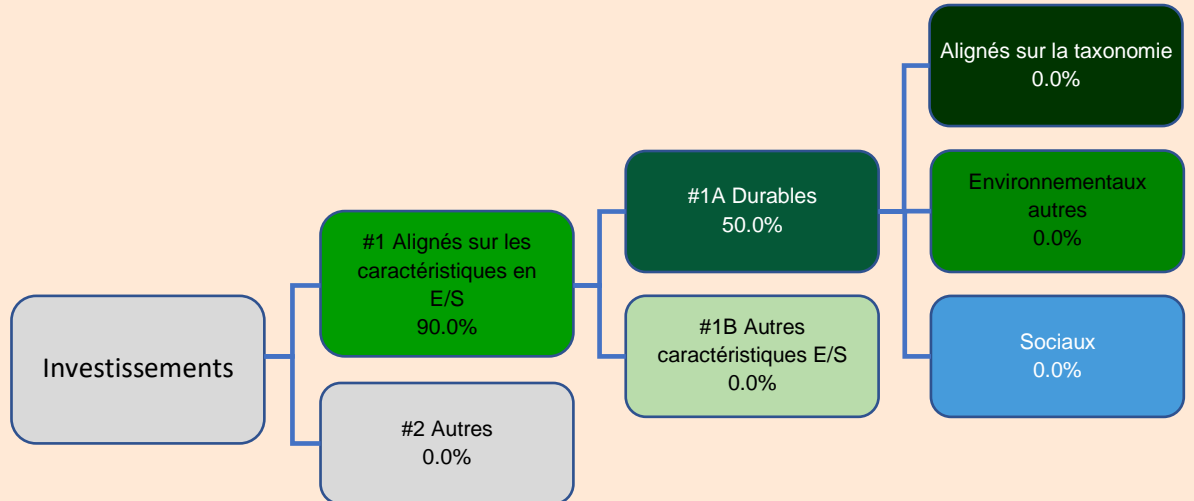 Investissements
#1 Alignés sur les
caractéristiques en
E/S
90.0%
#2 Autres
0.0%
#1A Durables
50.0%
#1B Autres
caractéristiques E/S
0.0%
Alignés sur la taxonomie
0.0%
Environnementaux
autres
0.0%
Sociaux
0.0%